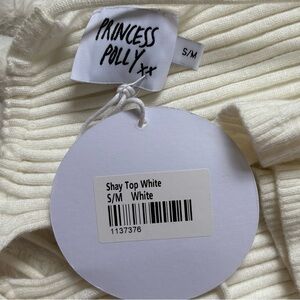 PRINCESS
POLLY
xx
S/M
Shay Top White
S/M White
1137376